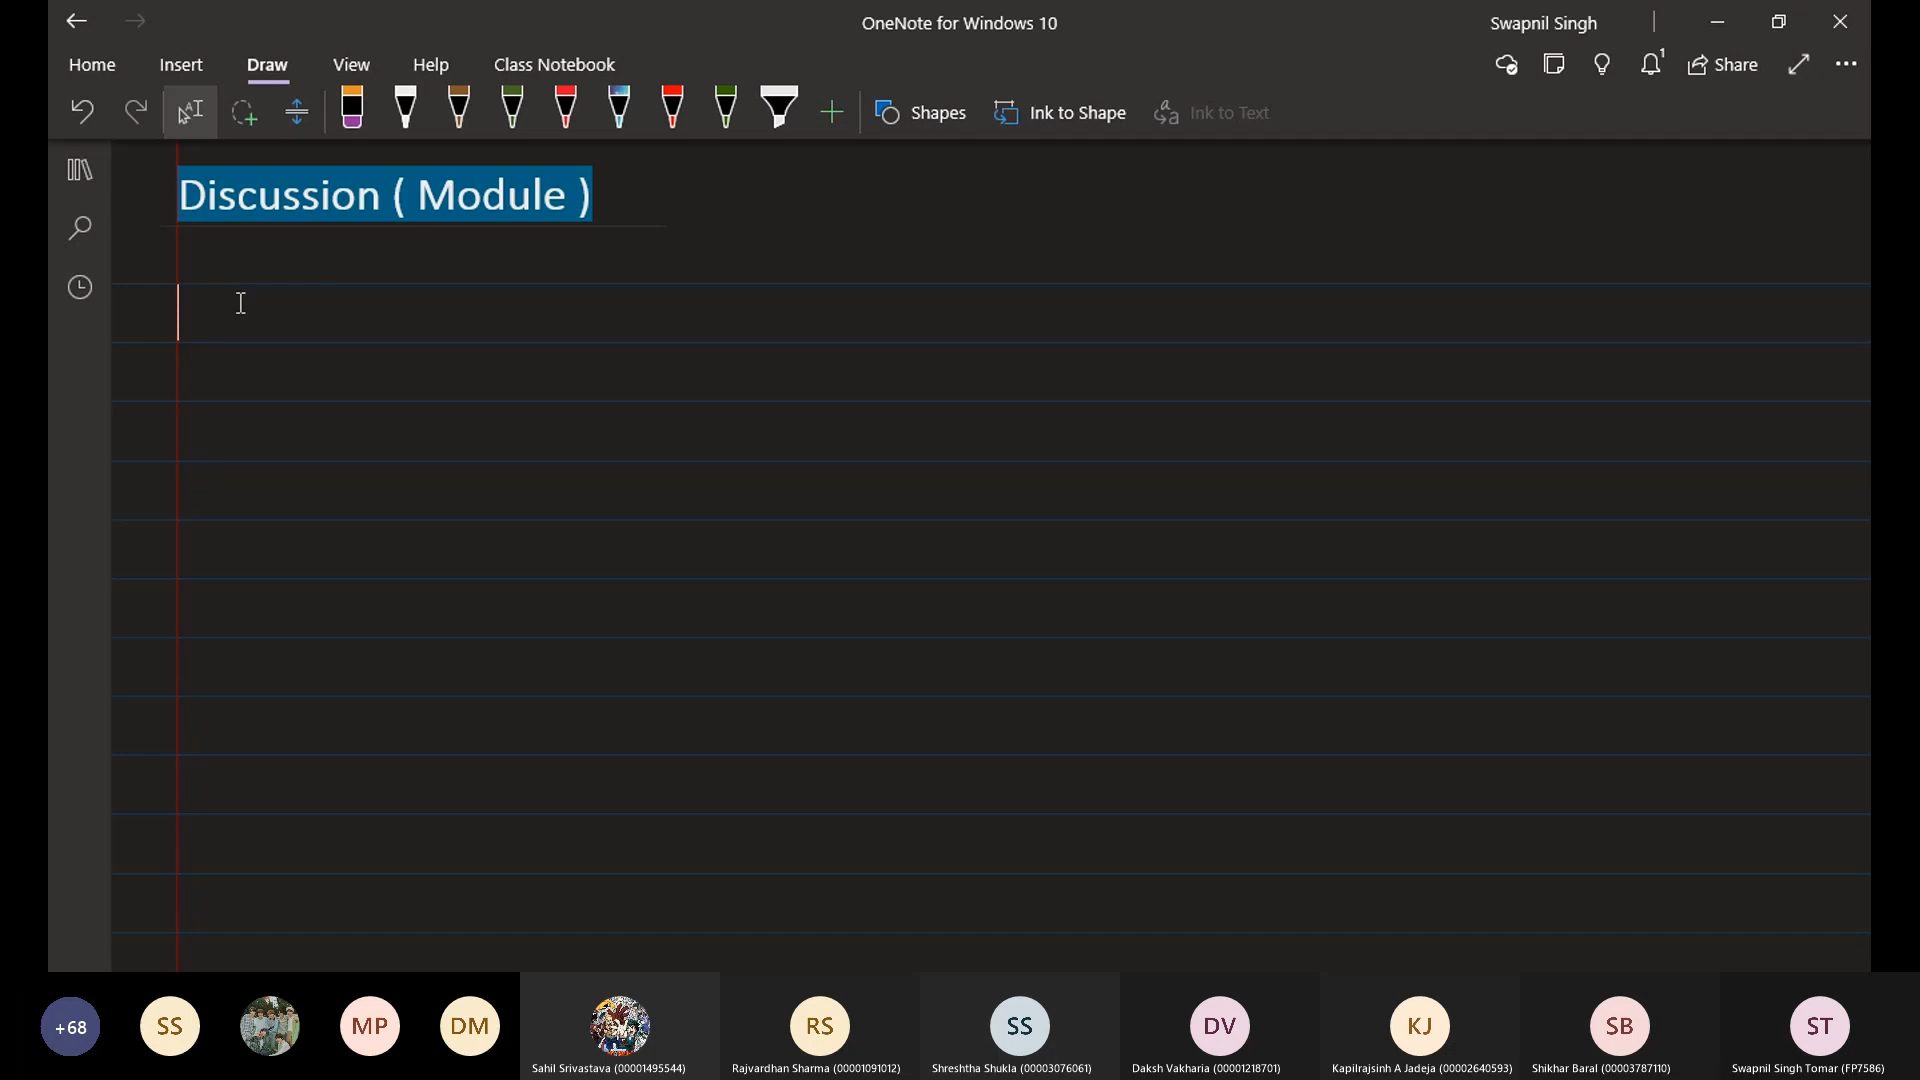 OneNote for Windows 10
Swapnil Singh
Home Insert Draw View Help Class Notebook
1
Share
AI
Shapes Ink to Shape Ink to Text
Discussion ( Module )
+68
SS
MP
DM
RS
SS
DV
KJ
SB
ST
Sahil Srivastava (00001495544)
Rajvardhan Sharma (00001091012)
Shreshtha Shukla (00003076061)
Daksh Vakharia (00001218701)
Kapilrajsinh A Jadeja (00002640593)
Shikhar Baral (00003787110)
Swapnil Singh Tomar (FP7586)